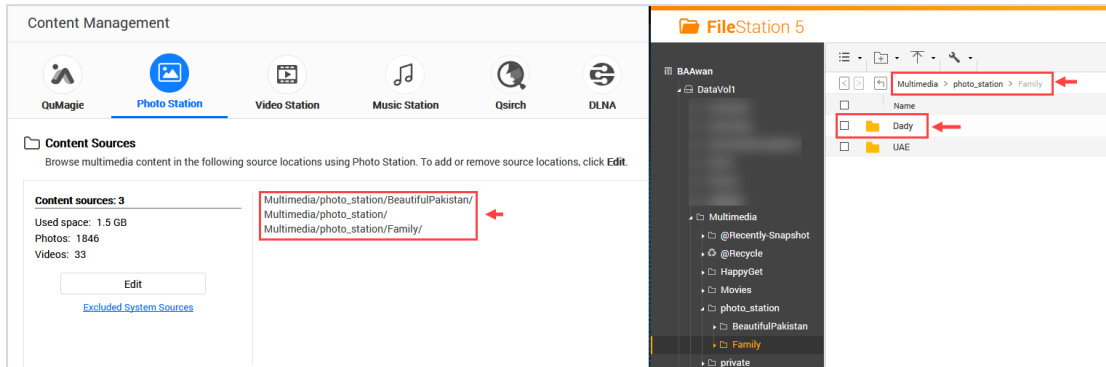 Content Management
QuMagie
Photo Station
Video Station
Music Station
Qsirch
DLNA
Content Sources
Browse multimedia content in the following source locations using Photo Station. To add or remove source locations, click Edit.
Content sources: 3
Used space: 1.5 GB
Photos: 1846
Videos: 33
Edit
Excluded System Sources
Multimedia/photo_station/BeautifulPakistan/
Multimedia/photo_station/
Multimedia/photo_station/Family/
FileStation 5
BAAwan
DataVol1
Multimedia
@Recently-Snapshot
@Recycle
HappyGet
Movies
photo_station
BeautifulPakistan
Family
private
Multimedia > photo_station > Family
Name
Dady
UAE